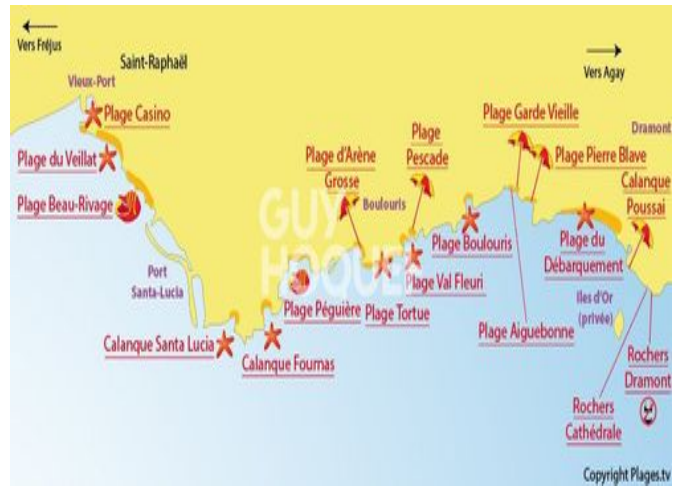 Vers Fréjus
Saint-Raphaël
Vers Agay
Vieux-Port
Plage Casino
Plage du Veillat
Plage Beau-Rivage
Port
Santa-Lucia
Calanque Santa Lucia
Calanque Fournas
Plage Péguière
Plage d'Arène
Grosse
Boulouris
Plage
Pescade
Plage Tortue
Plage Val Fleuri
Plage Boulouris
Plage Garde Vieille
Plage Pierre Blave
Plage Aiguebonne
Plage du
Débarquement
Dramont
Calanque
Poussai
Iles d'Or
(privée)
Rochers
Cathédrale
Rochers
Dramont
GUY
HOQUET
Copyright Plages.tv